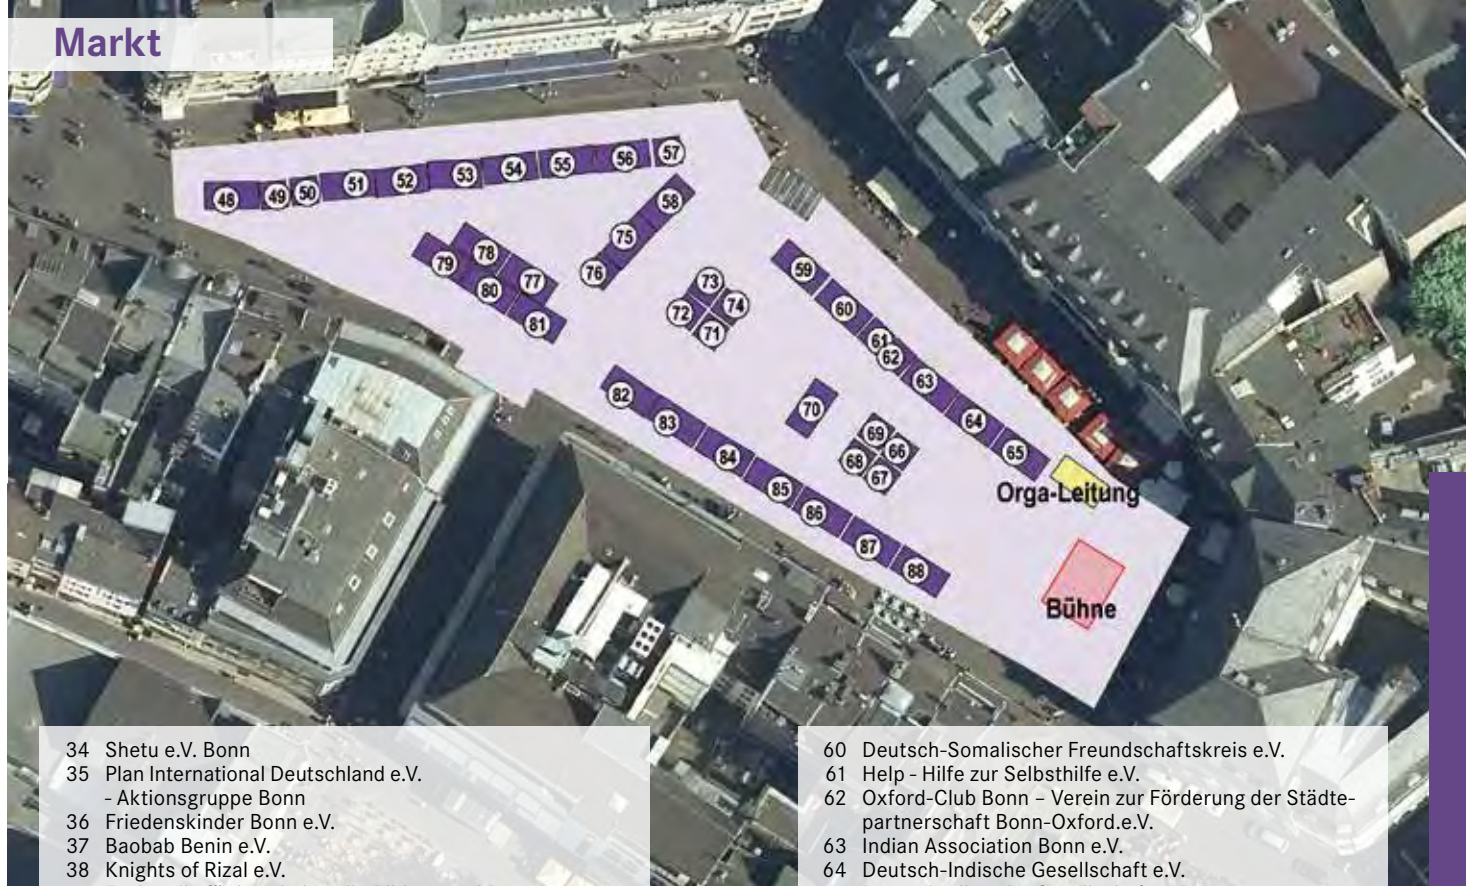 Markt
48 49 50 51 52 53 54 55 56 57
58
75
76
78
79
77
80
81
73
74
72
71
59
60
61
62
63
64
65
82
83
84
85
86
87
88
70
69
66
68
67
Orga-Leitung
Bühne
34 Shetu e.V. Bonn
35 Plan International Deutschland e.V.
- Aktionsgruppe Bonn
36 Friedenskinder Bonn e.V.
37 Baobab Benin e.V.
38 Knights of Rizal e.V.
60 Deutsch-Somalischer Freundschaftskreis e.V.
61 Help - Hilfe zur Selbsthilfe e.V.
62 Oxford-Club Bonn – Verein zur Förderung der Städte-
partnerschaft Bonn-Oxford.e.V.
63 Indian Association Bonn e.V.
64 Deutsch-Indische Gesellschaft e.V.